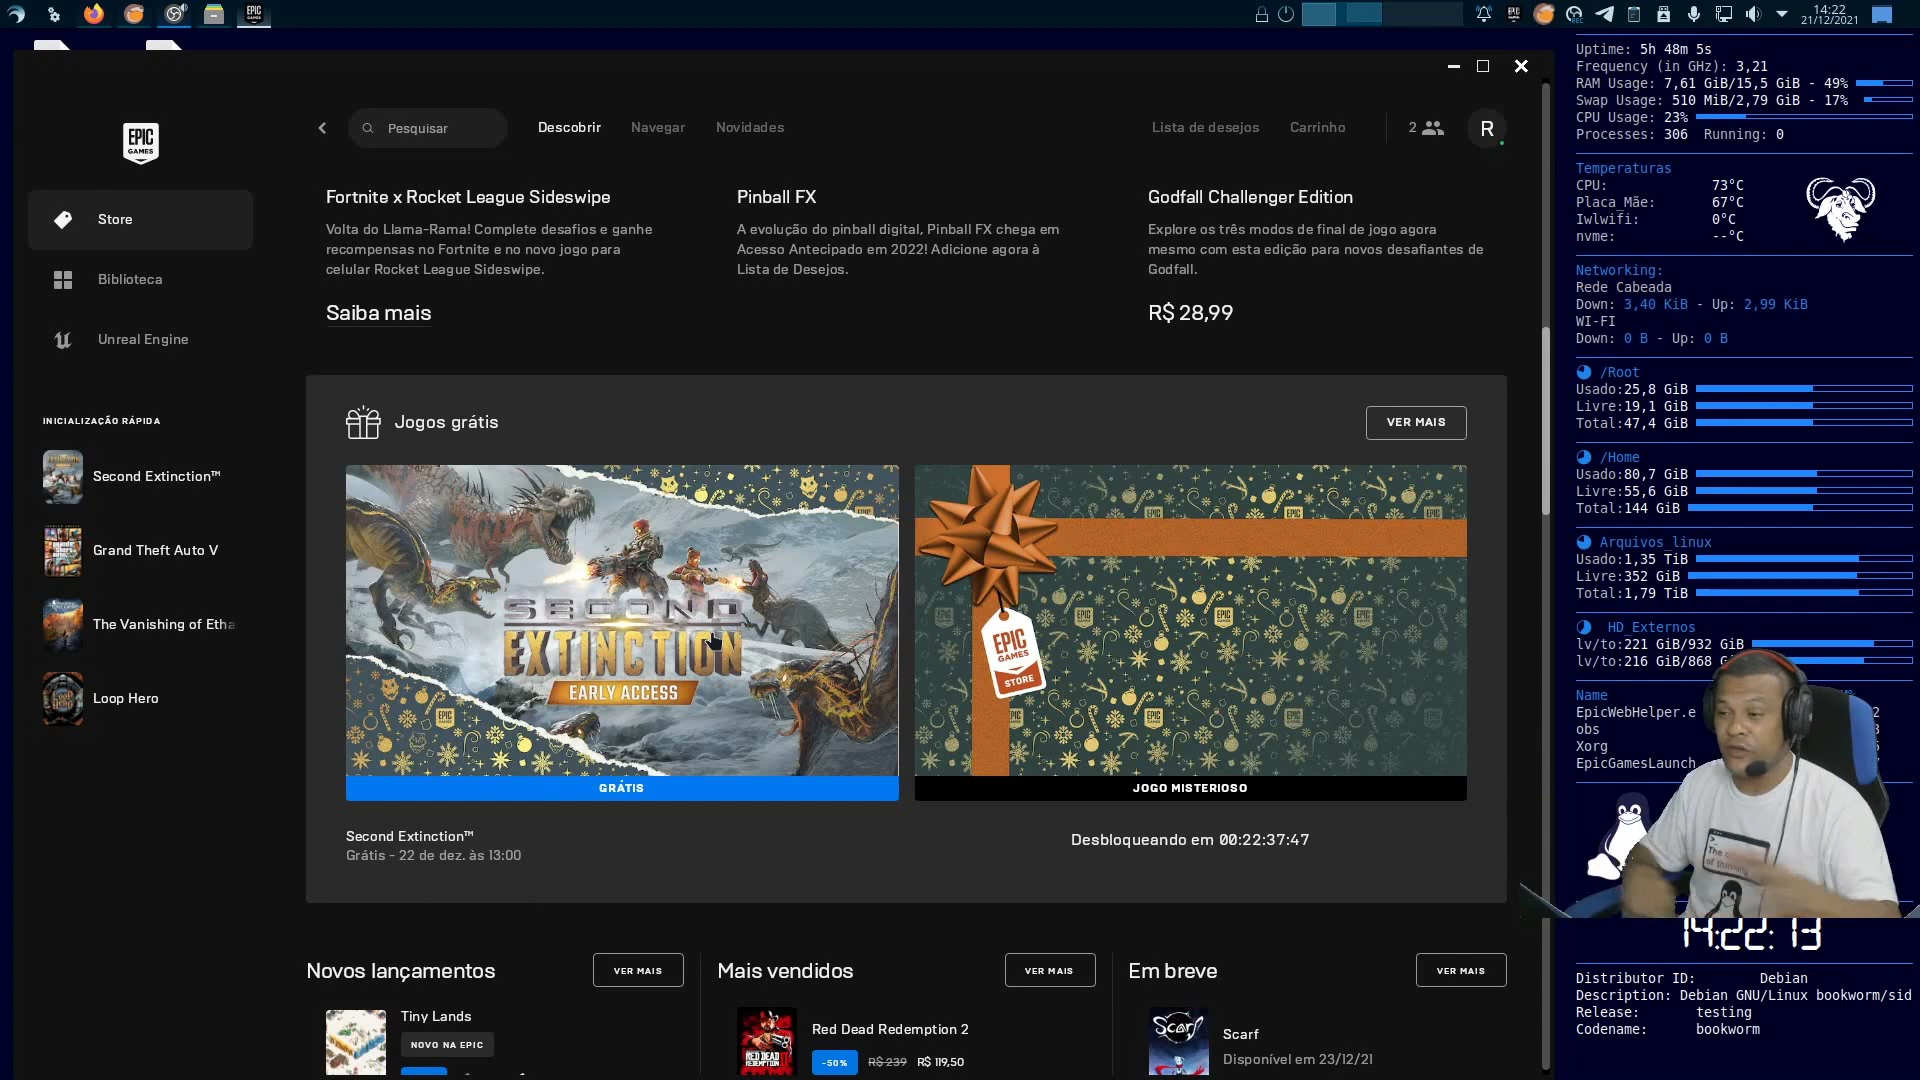 EPIC GAMES
14:22
21/12/2021
EPIC GAMES
Store
Biblioteca
Unreal Engine
INICIALIZAÇÃO RÁPIDA
Second Extinction™
Grand Theft Auto V
The Vanishing of Etha
Loop Hero
Pesquisar
Descobrir
Navegar
Novidades
Lista de desejos
Carrinho
2
R
Fortnite x Rocket League Sideswipe
Volta do Llama-Rama! Complete desafios e ganhe
recompensas no Fortnite e no novo jogo para
celular Rocket League Sideswipe.
Saiba mais
Pinball FX
A evolução do pinball digital, Pinball FX chega em
Acesso Antecipado em 2022! Adicione agora à
Lista de Desejos.
Godfall Challenger Edition
Explore os três modos de final de jogo agora
mesmo com esta edição para novos desafiantes de
Godfall.
R$ 28,99
Jogos grátis
VER MAIS
SECOND
EXTINCTION
EARLY ACCESS
GRÁTIS
Second Extinction™
Grátis - 22 de dez. às 13:00
EPIC GAMES STORE
JOGO MISTERIOSO
Desbloqueando em 00:22:37:47
Novos lançamentos
VER MAIS
Tiny Lands
NOVO NA EPIC
Mais vendidos
VER MAIS
RED DEAD REDEMPTION
Red Dead Redemption 2
-50%
R$ 239
R$ 119,50
Em breve
VER MAIS
Scarf
Scarf
Disponível em 23/12/21
Uptime: 5h 48m 5s
Frequency (in GHz): 3,21
RAM Usage: 7,61 GiB/15,5 GiB - 49%
Swap Usage: 510 MiB/2,79 GiB - 17%
CPU Usage: 23%
Processes: 306 Running: 0
Temperaturas
CPU: 73°C
Placa_Mãe: 67°C
Iwlwifi: 0°C
nvme: --°C
Networking:
Rede Cabeada
Down: 3,40 KiB - Up: 2,99 KiB
WI-FI
Down: 0 B - Up: 0 B
/Root
Usado:25,8 GiB
Livre:19,1 GiB
Total:47,4 GiB
/Home
Usado:80,7 GiB
Livre:55,6 GiB
Total:144 GiB
Arquivos_linux
Usado:1,35 TiB
Livre:352 GiB
Total:1,79 TiB
HD Externos
lv/to:221 GiB/932 GiB
lv/to:216 GiB/868 G
Name
EpicWebHelper.e
obs
Xorg
EpicGamesLaunch
14:22:13
Distributor ID: Debian
Description: Debian GNU/Linux bookworm/sid
Release: testing
Codename: bookworm